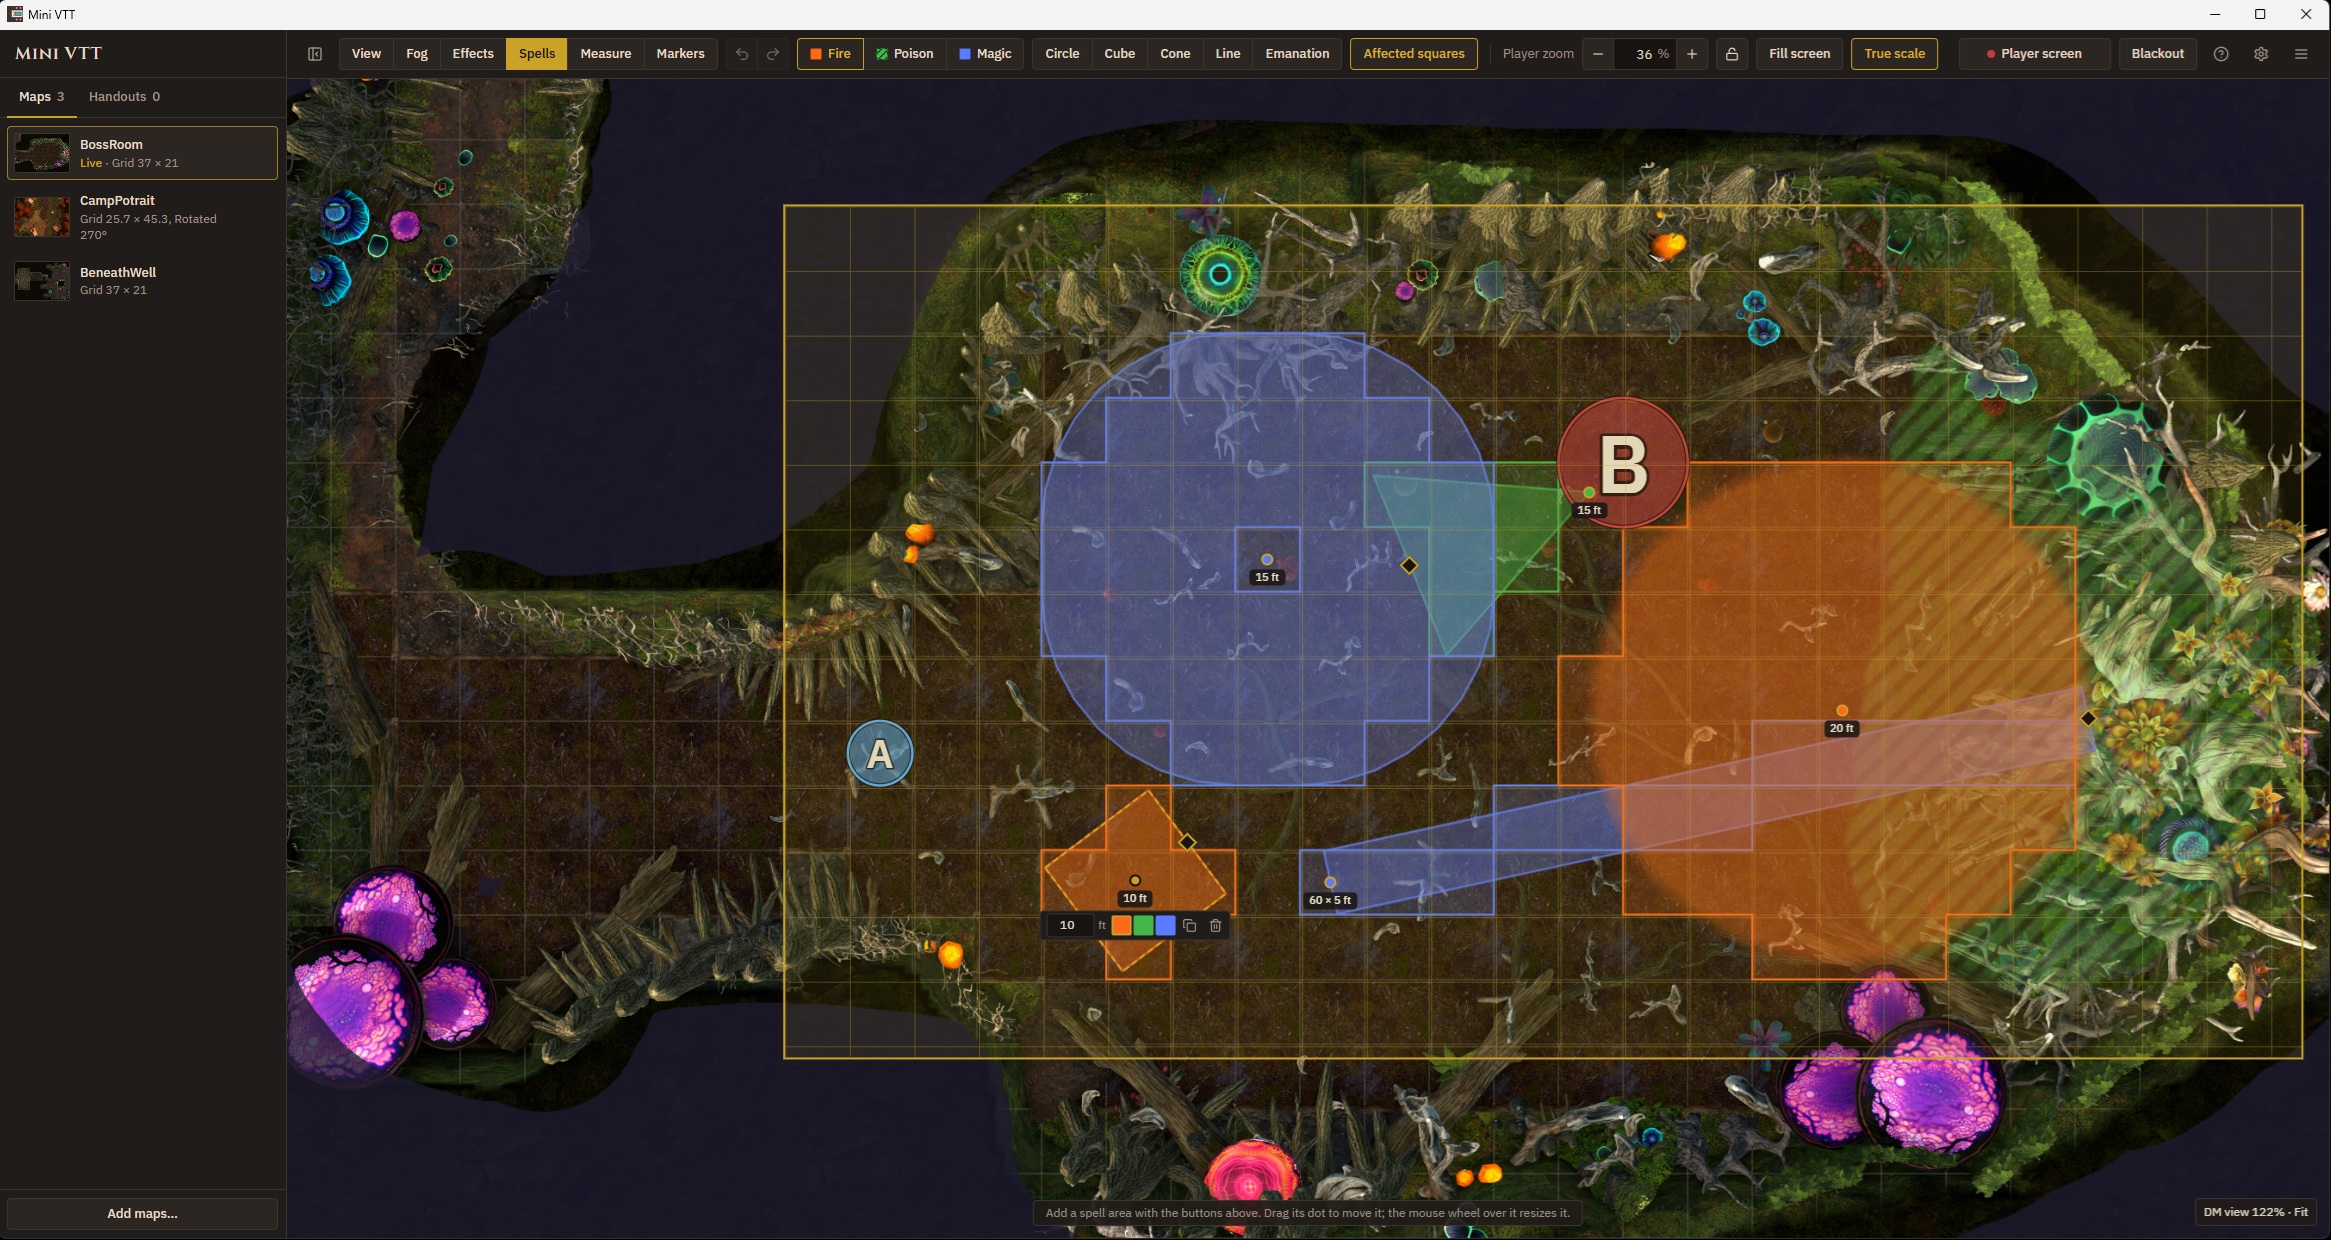 Mini VTT
MINI VTT
View
Fog
Effects
Spells
Measure
Markers
Fire
Poison
Magic
Circle
Cube
Cone
Line
Emanation
Affected squares
Player zoom
36 %
Fill screen
True scale
Player screen
Blackout
Maps 3
Handouts 0
BossRoom
Live · Grid 37 × 21
CampPotrait
Grid 25.7 × 45.3, Rotated
270°
BeneathWell
Grid 37 × 21
B
15 ft
15 ft
20 ft
A
10 ft
60 × 5 ft
10 ft
Add a spell area with the buttons above. Drag its dot to move it; the mouse wheel over it resizes it.
Add maps...
DM view 122% · Fit